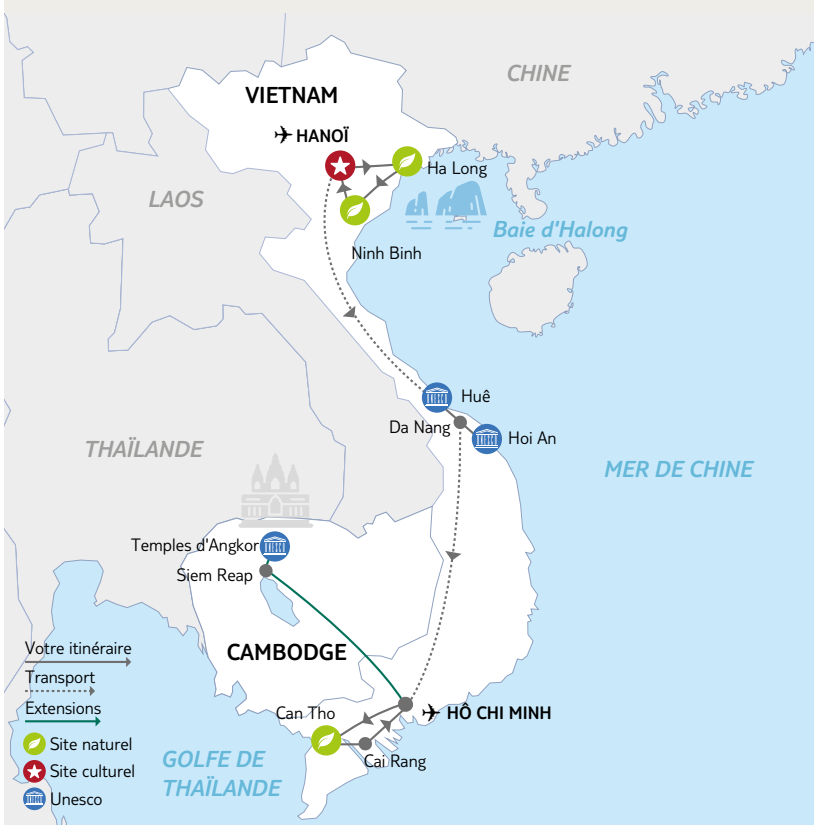 CHINE
VIETNAM
HANOÏ
Ha Long
LAOS
Baie d'Halong
Ninh Binh
Huê
Da Nang
Hoi An
THAÏLANDE
MER DE CHINE
Temples d'Angkor
Siem Reap
CAMBODGE
Votre itinéraire
Transport
Extensions
Can Tho
HÔ CHI MINH
Site naturel
Cai Rang
GOLFE DE
THAÏLANDE
Site culturel
Unesco